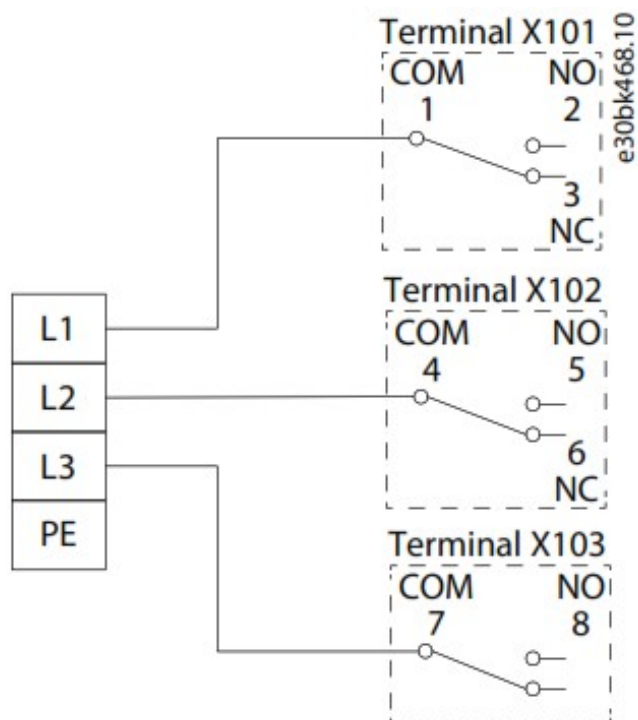 Terminal X101
COM NO
1 2
3
NC
e30bk468.10
Terminal X102
L1
COM NO
4 5
L2
6
L3
NC
PE
Terminal X103
COM NO
7 8